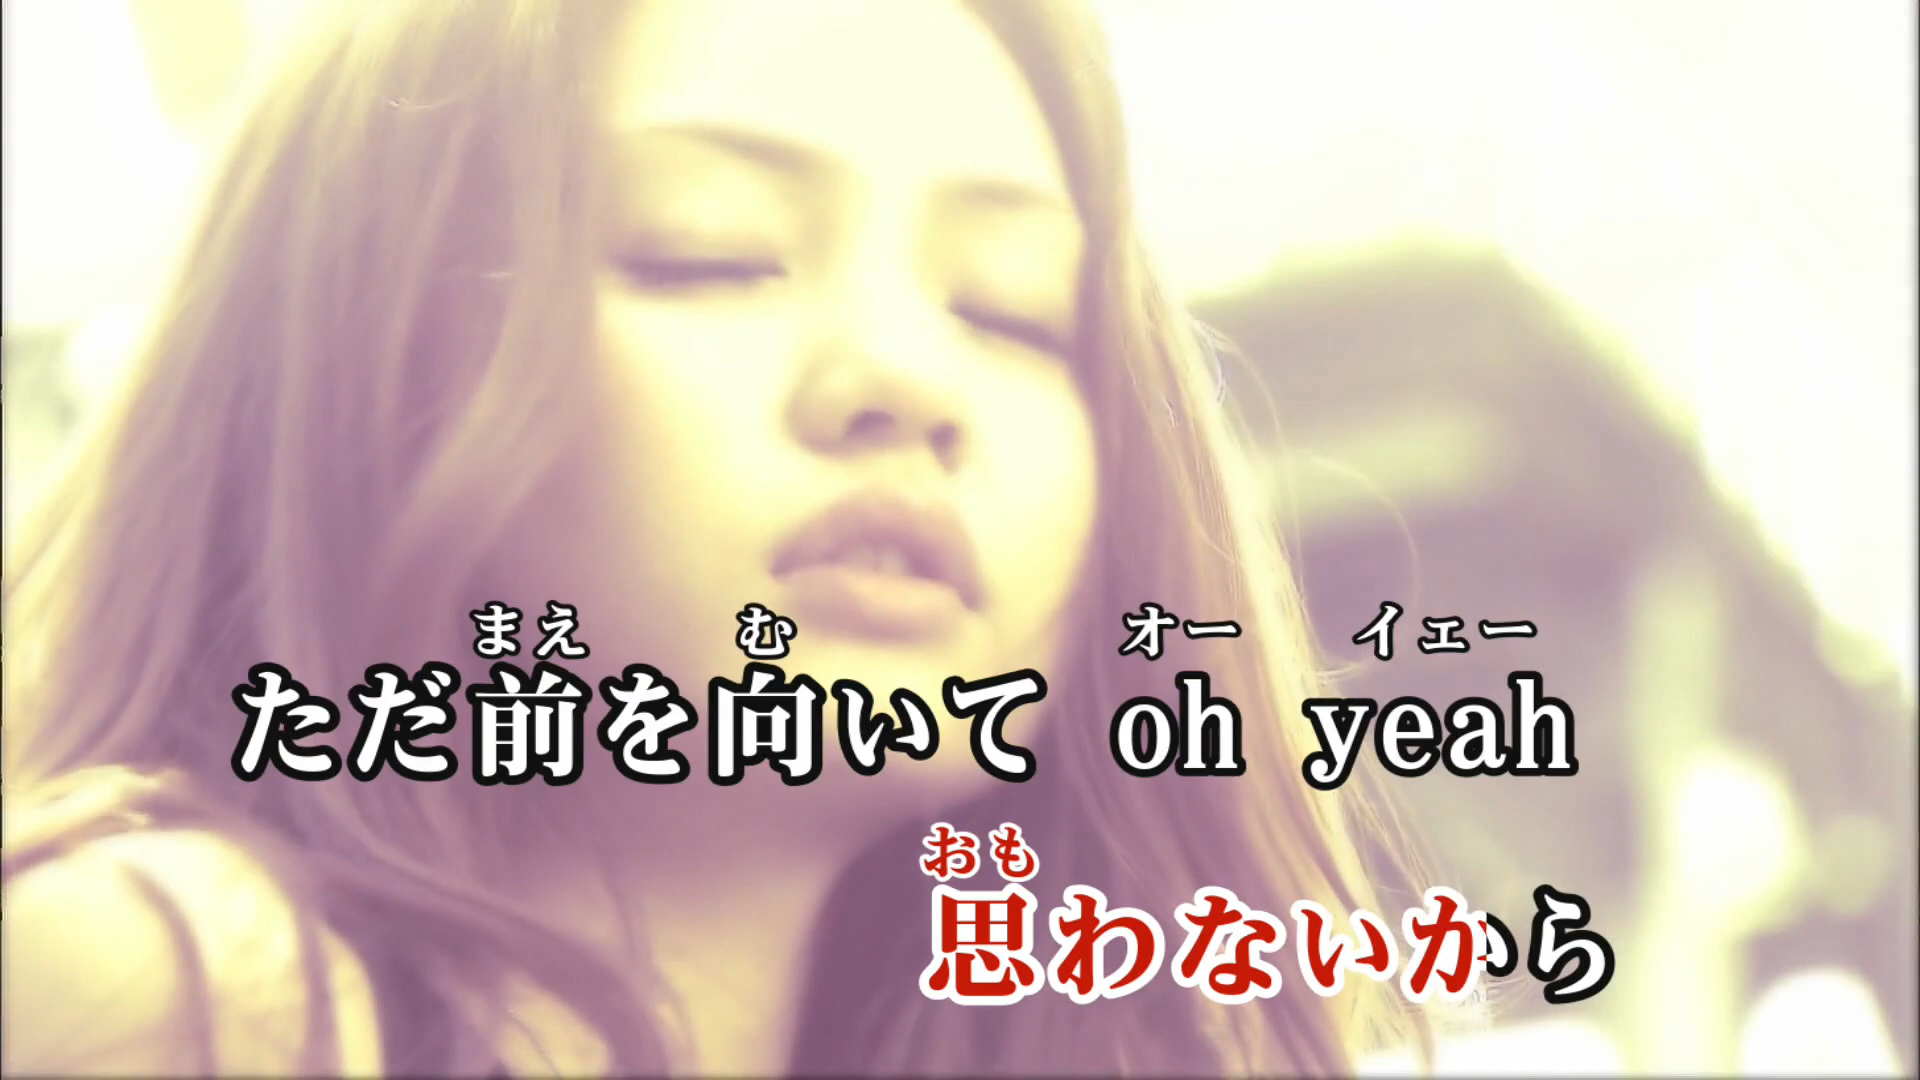 まえ む オー イェー
ただ前を向いて oh yeah
おも
思わないから